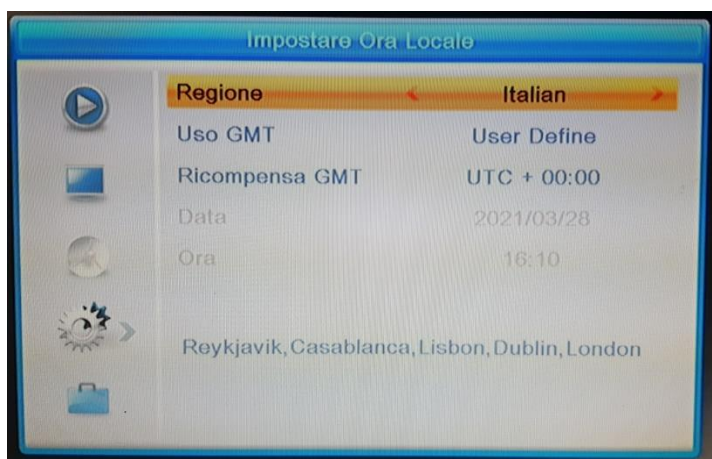 Impostare Ora Locale
Regione Italian
Uso GMT User Define
Ricompensa GMT UTC + 00:00
Data 2021/03/28
Ora 16:10
Reykjavik,Casablanca,Lisbon,Dublin,London